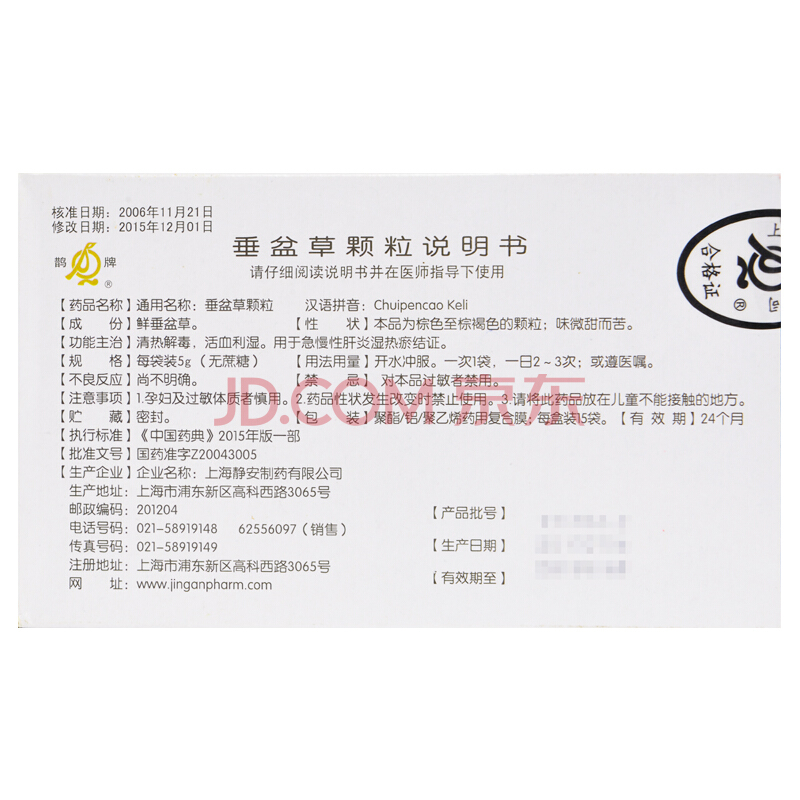 核准日期：2006年11月21日
修改日期：2015年12月01日
鹊 牌
®
垂盆草颗粒说明书
请仔细阅读说明书并在医师指导下使用
上
合格证
®
司
【药品名称】通用名称：垂盆草颗粒 汉语拼音：Chuipencao Keli
【成 份】鲜垂盆草。 【性 状】本品为棕色至棕褐色的颗粒；味微甜而苦。
【功能主治】清热解毒、活血利湿。用于急慢性肝炎湿热瘀结证。
【规 格】每袋装5g（无蔗糖） 【用法用量】开水冲服。一次1袋，一日2～3次；或遵医嘱。
【不良反应】尚不明确。 【禁 忌】对本品过敏者禁用。
【注意事项】1.孕妇及过敏体质者慎用。2.药品性状发生改变时禁止使用。3.请将此药品放在儿童不能接触的地方。
【贮 藏】密封。 【包 装】聚酯/铝/聚乙烯药用复合膜，每盒装15袋。【有 效 期】24个月
JD.COM 京东
【执行标准】《中国药典》2015年版一部
【批准文号】国药准字Z20043005
【生产企业】企业名称：上海静安制药有限公司
生产地址：上海市浦东新区高科西路3065号
邮政编码：201204
电话号码：021-58919148 62556097（销售）
传真号码：021-58919149
注册地址：上海市浦东新区高科西路3065号
网 址：www.jinganpharm.com
【产品批号】
【生产日期】
【有效期至】